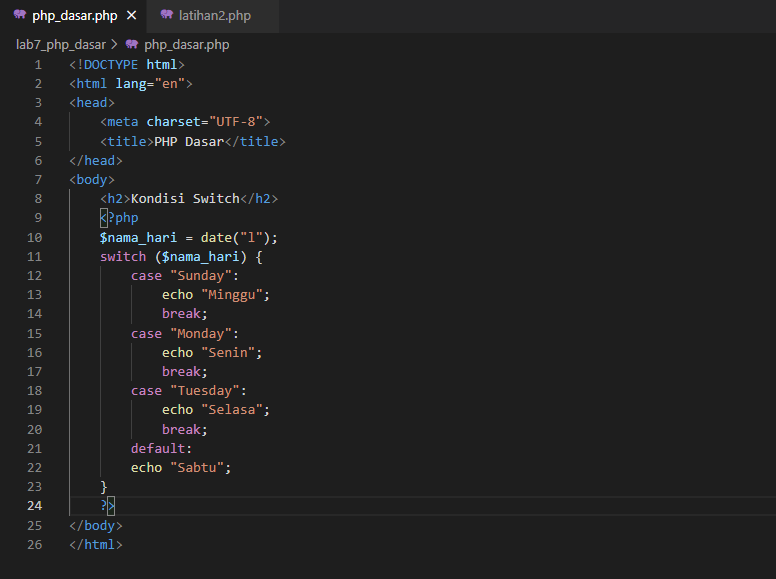 php_dasar.php latihan2.php
lab7_php_dasar > php_dasar.php
1 <!DOCTYPE html>
2 <html lang="en">
3 <head>
4     <meta charset="UTF-8">
5     <title>PHP Dasar</title>
6 </head>
7 <body>
8     <h2>Kondisi Switch</h2>
9     <?php
10     $nama_hari = date("l");
11     switch ($nama_hari) {
12         case "Sunday":
13             echo "Minggu";
14             break;
15         case "Monday":
16             echo "Senin";
17             break;
18         case "Tuesday":
19             echo "Selasa";
20             break;
21         default:
22         echo "Sabtu";
23     }
24     ?>
25 </body>
26 </html>